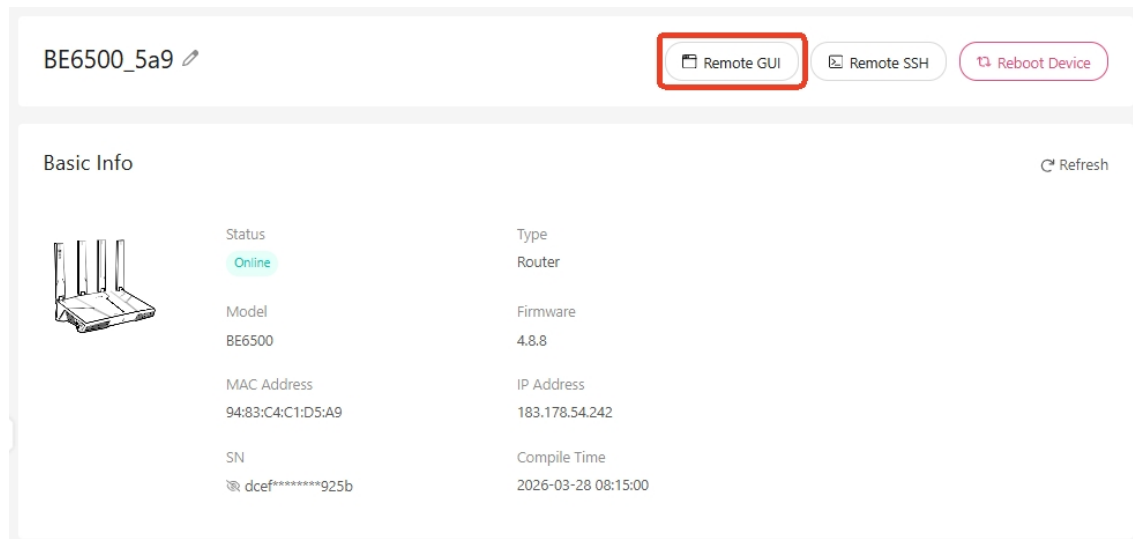 BE6500_5a9
Remote GUI
Remote SSH
Reboot Device
Basic Info
Refresh
Status
Type
Online
Router
Model
Firmware
BE6500
4.8.8
MAC Address
IP Address
94:83:C4:C1:D5:A9
183.178.54.242
SN
Compile Time
dcef********925b
2026-03-28 08:15:00